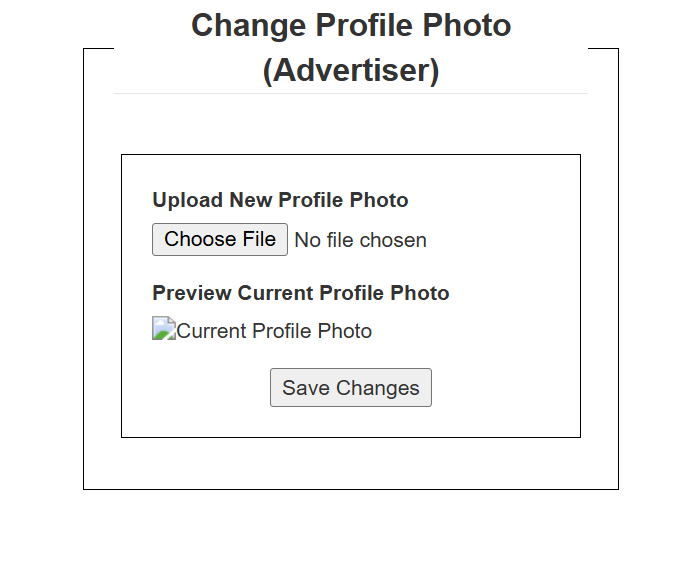 Change Profile Photo
(Advertiser)
Upload New Profile Photo
Choose File No file chosen
Preview Current Profile Photo
Current Profile Photo
Save Changes